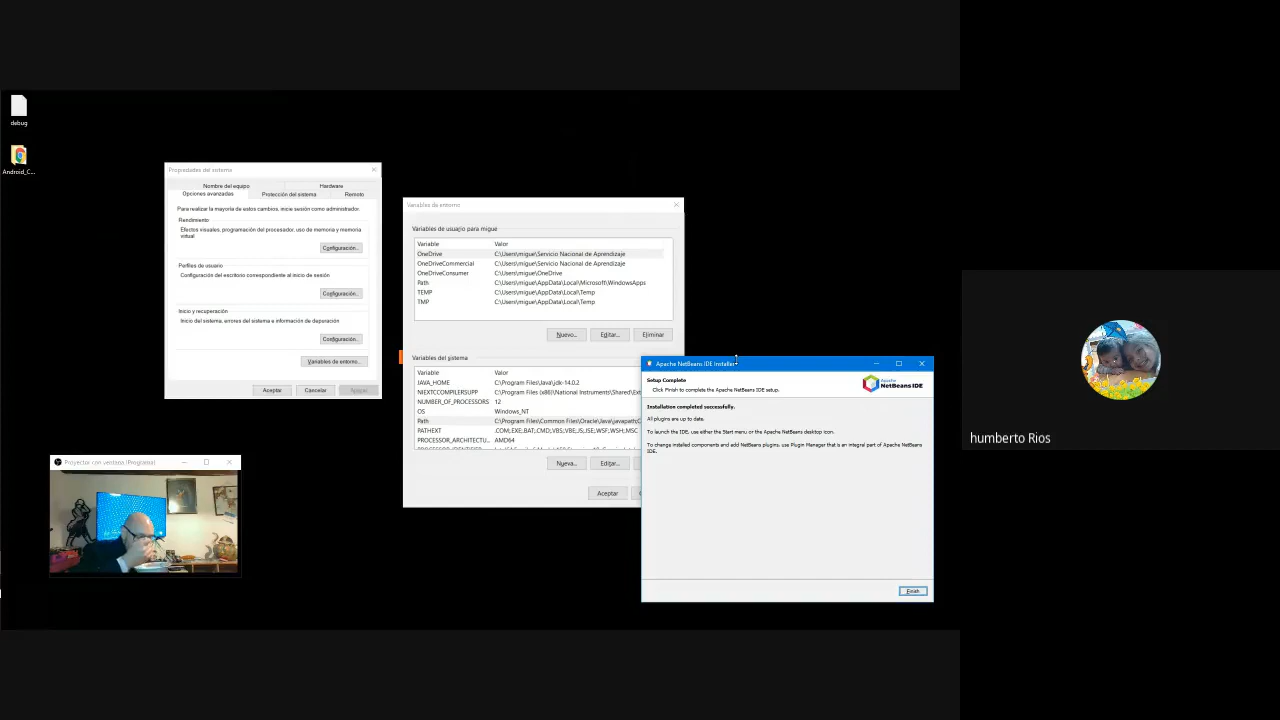 debug
Android_C...
Propiedades del sistema
Nombre del equipo
Hardware
Opciones avanzadas
Protección del sistema
Remoto
Para realizar la mayoría de estos cambios, inicie sesión como administrador.
Rendimiento
Efectos visuales, programación del procesador, uso de memoria y memoria
virtual
Configuración...
Perfiles de usuario
Configuración del escritorio correspondiente al inicio de sesión
Configuración...
Inicio y recuperación
Inicio del sistema, errores del sistema e información de depuración
Configuración...
Variables de entorno...
Aceptar
Cancelar
Aplicar
Variables de entorno
Variables de usuario para migue
Variable Valor
OneDrive C:\Users\migue\Servicio Nacional de Aprendizaje
OneDriveCommercial C:\Users\migue\Servicio Nacional de Aprendizaje
OneDriveConsumer C:\Users\migue\OneDrive
Path C:\Users\migue\AppData\Local\Microsoft\WindowsApps
TEMP C:\Users\migue\AppData\Local\Temp
TMP C:\Users\migue\AppData\Local\Temp
Nuevo...
Editar...
Eliminar
Variables del sistema
Variable Valor
JAVA_HOME C:\Program Files\Java\jdk-14.0.2
NIEXTCOMPILERSUPP C:\Program Files (x86)\National Instruments\Shared\Ext
NUMBER_OF_PROCESSORS 12
OS Windows_NT
Path C:\Program Files\Common Files\Oracle\Java\javapath;C
PATHEXT .COM;.EXE;.BAT;.CMD;.VBS;.VBE;.JS;.JSE;.WSF;.WSH;.MSC
PROCESSOR_ARCHITECTU... AMD64
Nueva...
Editar...
Aceptar
Apache NetBeans IDE Installer
Setup Complete
Click Finish to complete the Apache NetBeans IDE setup.
Apache
NetBeans IDE
Installation completed successfully.
All plugins are up to date.
To launch the IDE, use either the Start menu or the Apache NetBeans desktop icon.
To change installed components and add NetBeans plugins, use Plugin Manager that is an integral part of Apache NetBeans
IDE.
Finish
Proyector con ventana (Programa)
humberto Rios